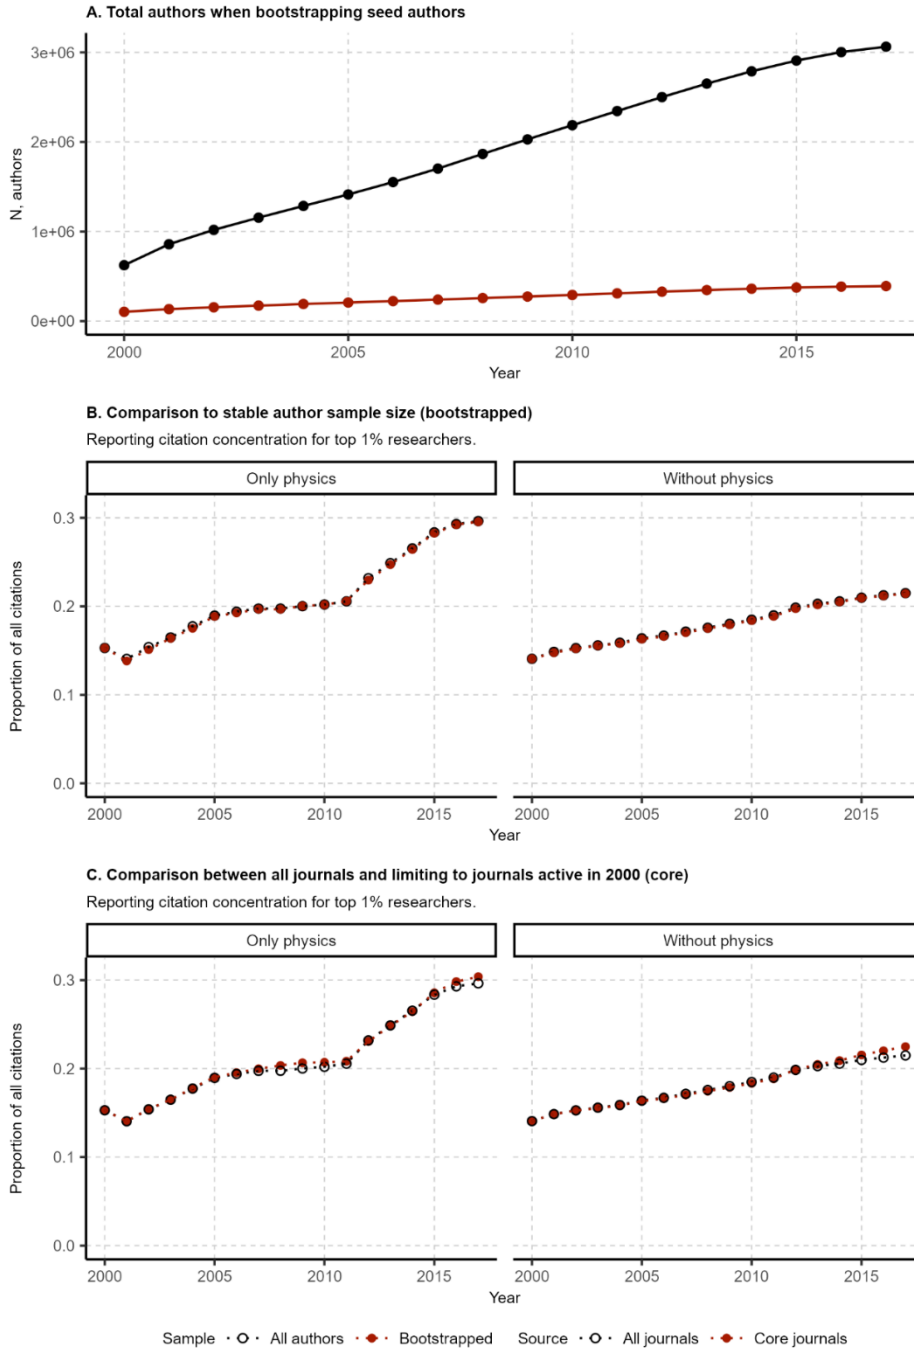 A. Total authors when bootstrapping seed authors
3e+06
2e+06
1e+06
0e+00
N, authors
2000 2005 2010 2015
Year
B. Comparison to stable author sample size (bootstrapped)
Reporting citation concentration for top 1% researchers.
Only physics Without physics
0.3
0.2
0.1
0.0
Proportion of all citations
2000 2005 2010 2015 2000 2005 2010 2015
Year Year
C. Comparison between all journals and limiting to journals active in 2000 (core)
Reporting citation concentration for top 1% researchers.
Only physics Without physics
0.3
0.2
0.1
0.0
Proportion of all citations
2000 2005 2010 2015 2000 2005 2010 2015
Year Year
Sample All authors Bootstrapped Source All journals Core journals